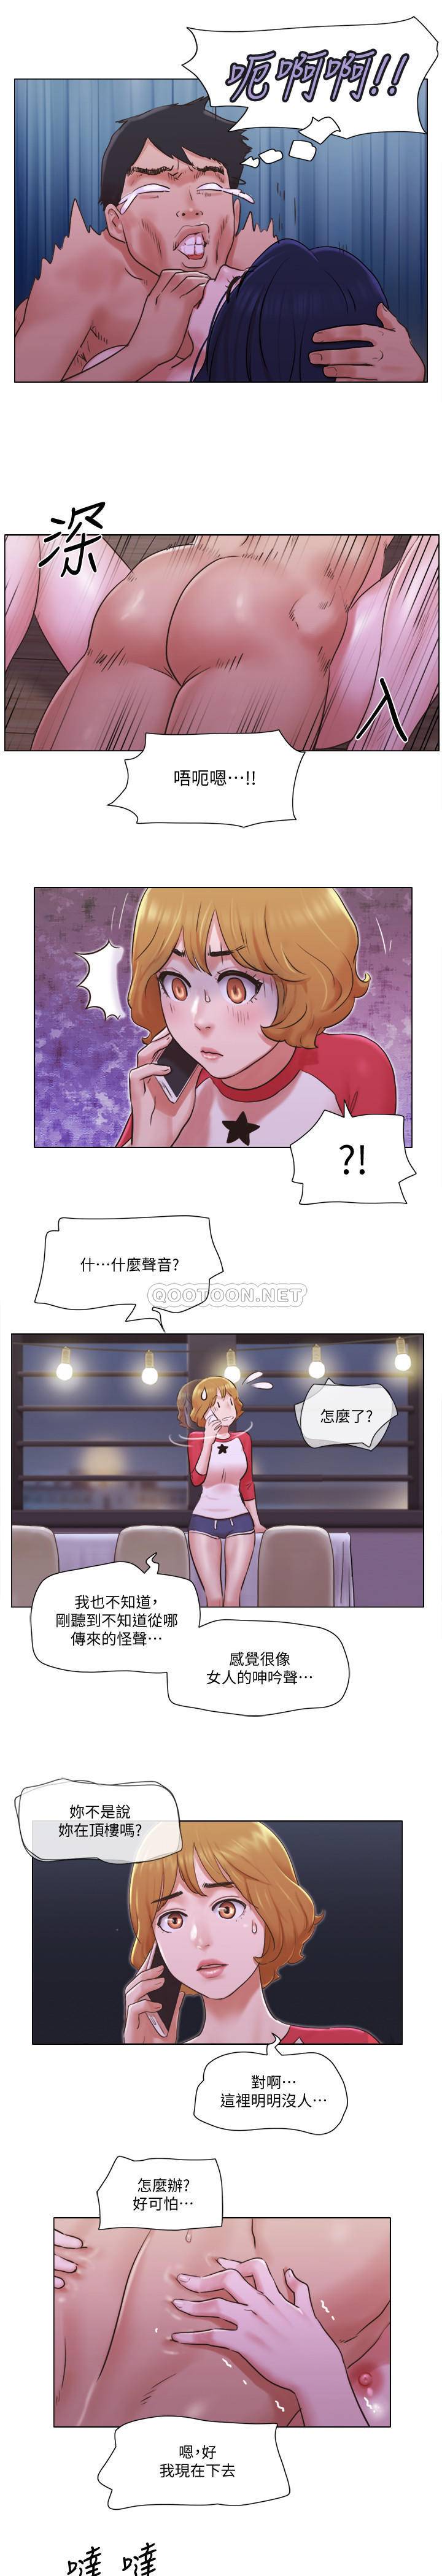 呃啊啊!!
深
入
唔呃嗯…!!
?!
什…什麼聲音?
QOOTOON.NET
怎麼了?
我也不知道,
剛聽到不知道從哪
傳來的怪聲…
感覺很像
女人的呻吟聲…
妳不是說
妳在頂樓嗎?
對啊…
這裡明明沒人…
怎麼辦?
好可怕…
嗯,好
我現在下去
噠 噠